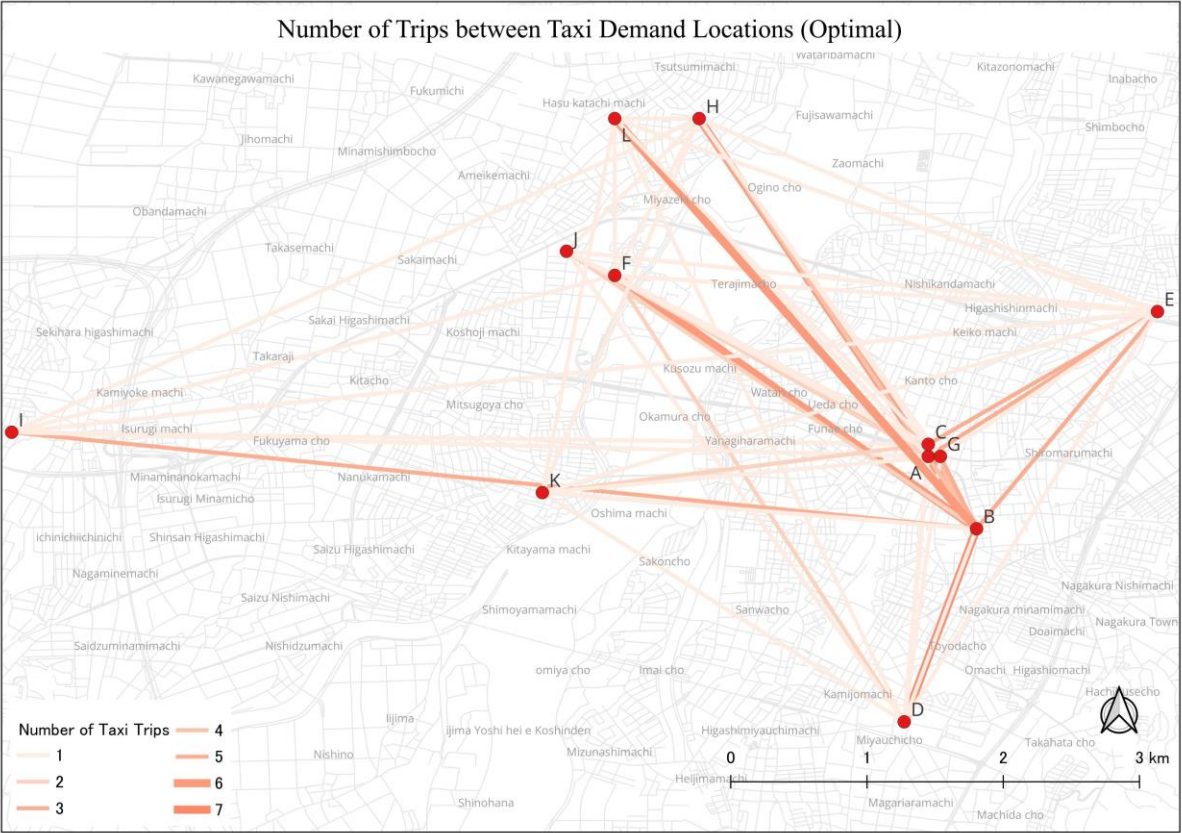 Number of Trips between Taxi Demand Locations (Optimal)
Wataribamachi
Tsutsumimachi
Kitazonomachi
Kawanegawamachi
Inabacho
Fukumichi
Hasu katachi machi
H
Fujisawamachi
Shimbocho
L
Jihomachi
Minamishimbocho
Zaomachi
Ameikemachi
Ogino cho
Miyazeki cho
Obandamachi
J
Takasemachi
Sakaimachi
F
Terajimacho
Nishikandamachi
E
Higashishinmachi
Sakai Higashimachi
Sekihara higashimachi
Koshoji machi
Keiko machi
Takaraji
Kusozu machi
Kitacho
Kanto cho
Kamiyoke machi
Watari cho
Mitsugoya cho
Ueda cho
I
Okamura cho
Isurugi machi
Funae cho
C
Fukuyama cho
Yanagiharamachi
G
Shiromarumachi
A
Minaminanokamachi
Nanukamachi
K
Isurugi Minamicho
Oshima machi
B
ichinichiichinichi
Shinsan Higashimachi
Saizu Higashimachi
Kitayama machi
Sakoncho
Nagaminemachi
Nagakura Nishimachi
Saizu Nishimachi
Shimoyamamachi
Sanwacho
Nagakura minamimachi
Nagakura Town
Doaimachi
Saidzuminamimachi
Nishidzumachi
Toyodacho
omiya cho
Imai cho
Omachi
Higashiomachi
Kamijomachi
D
Iijima
ijima Yoshi hei e Koshinden
Higashimiyauchimachi
Miyauchicho
Takahata cho
Nishino
Mizunashimachi
Heijimamachi
Shinohana
Magariaramachi
Machida cho
Number of Taxi Trips
1
2
3
4
5
6
7
0 1 2 3 km